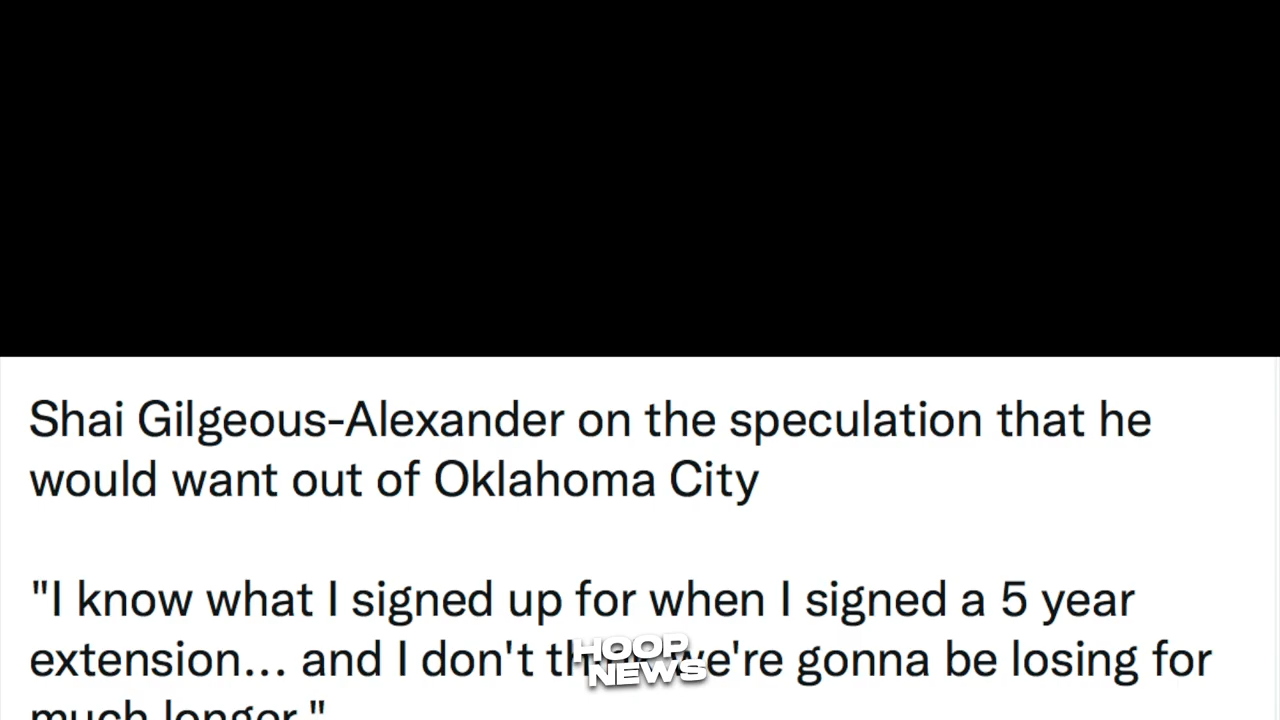 Shai Gilgeous-Alexander on the speculation that he
would want out of Oklahoma City
"I know what I signed up for when I signed a 5 year
extension... and I don't think we're gonna be losing for
much longer."
HOOP
NEWS